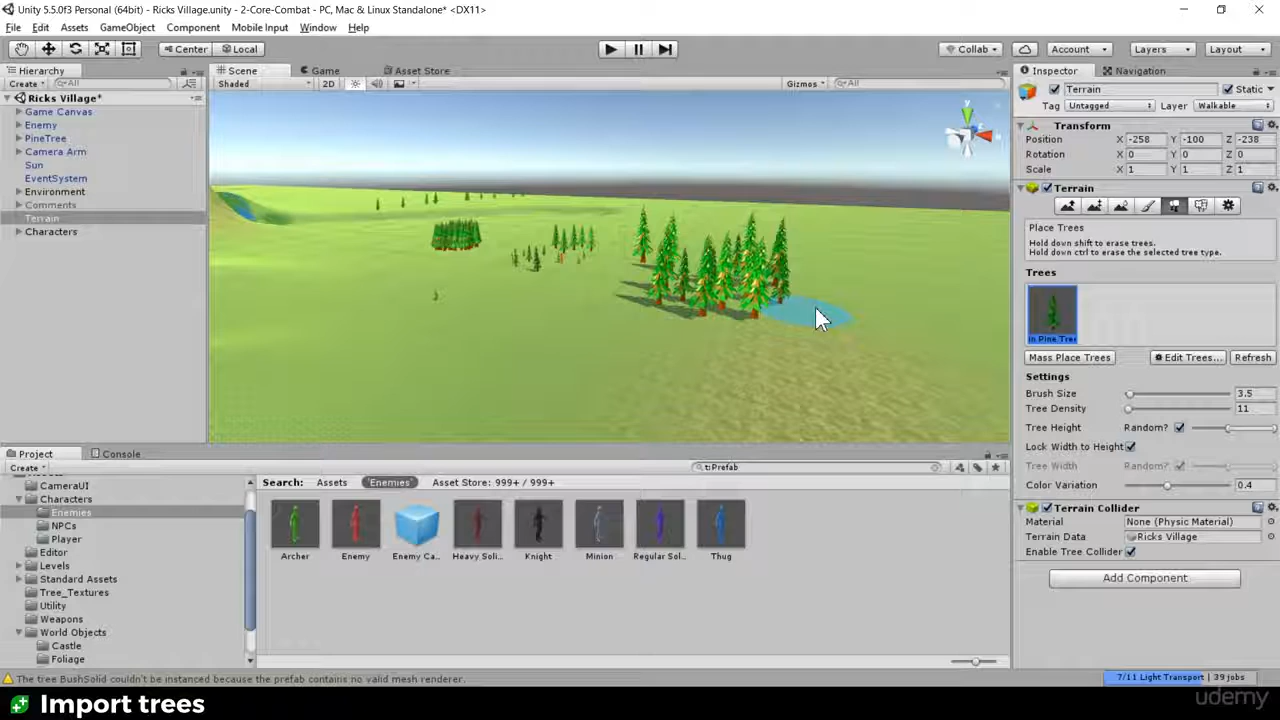 Unity 5.5.0f3 Personal (64bit) - Ricks Village.unity - 2-Core-Combat - PC, Mac & Linux Standalone* <DX11>
File Edit Assets GameObject Component Mobile Input Window Help
Center Local Collab Account Layers Layout
Hierarchy
Create All
Ricks Village*
Game Canvas
Enemy
PineTree
Camera Arm
Sun
EventSystem
Environment
Comments
Terrain
Characters
Scene Game Asset Store
Shaded 2D Gizmos All
y
Inspector Navigation
Terrain Static
Tag Untagged Layer Walkable
Transform
Position X -258 Y -100 Z -238
Rotation X 0 Y 0 Z 0
Scale X 1 Y 1 Z 1
Terrain
Place Trees
Hold down shift to erase trees.
Hold down ctrl to erase the selected tree type.
Trees
in Pine Tree
Mass Place Trees Edit Trees... Refresh
Settings
Brush Size 3.5
Tree Density 11
Tree Height Random?
Lock Width to Height
Tree Width Random?
Color Variation 0.4
Terrain Collider
Material None (Physic Material)
Terrain Data Ricks Village
Enable Tree Collider
Add Component
Project Console
Create t:Prefab
CameraUI
Characters
Enemies
NPCs
Player
Editor
Levels
Standard Assets
Tree_Textures
Utility
Weapons
World Objects
Castle
Foliage
Search: Assets 'Enemies' Asset Store: 999+ / 999+
Archer Enemy Enemy Ca... Heavy Soli... Knight Minion Regular Sol... Thug
The tree BushSolid couldn't be instanced because the prefab contains no valid mesh renderer.
7/11 Light Transport | 39 jobs
Import trees
udemy